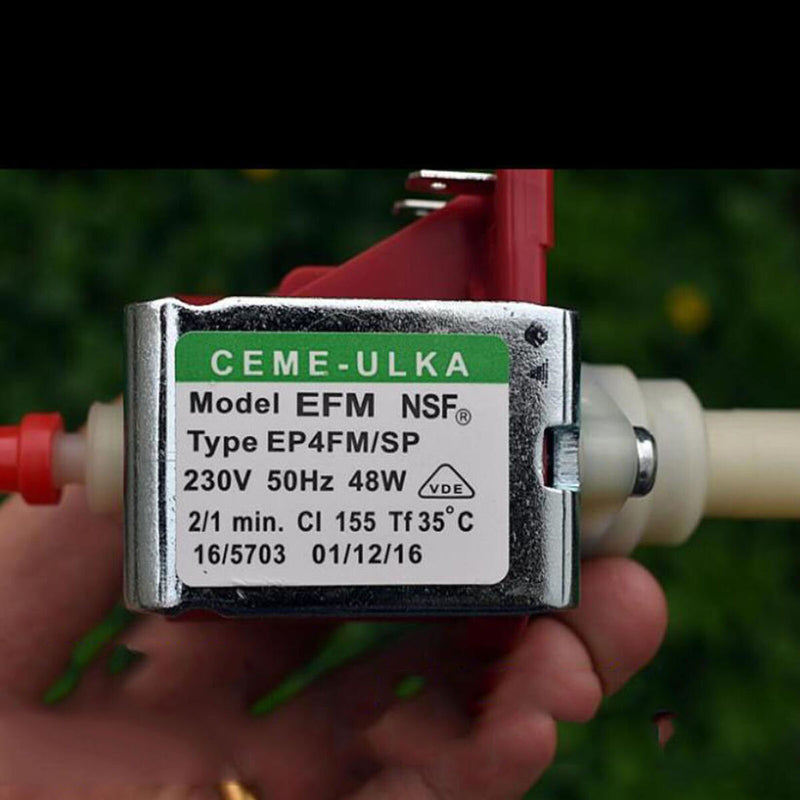 CEME-ULKA
Model EFM NSF®
Type EP4FM/SP
230V 50Hz 48W VDE
2/1 min. Cl 155 Tf 35°C
16/5703 01/12/16